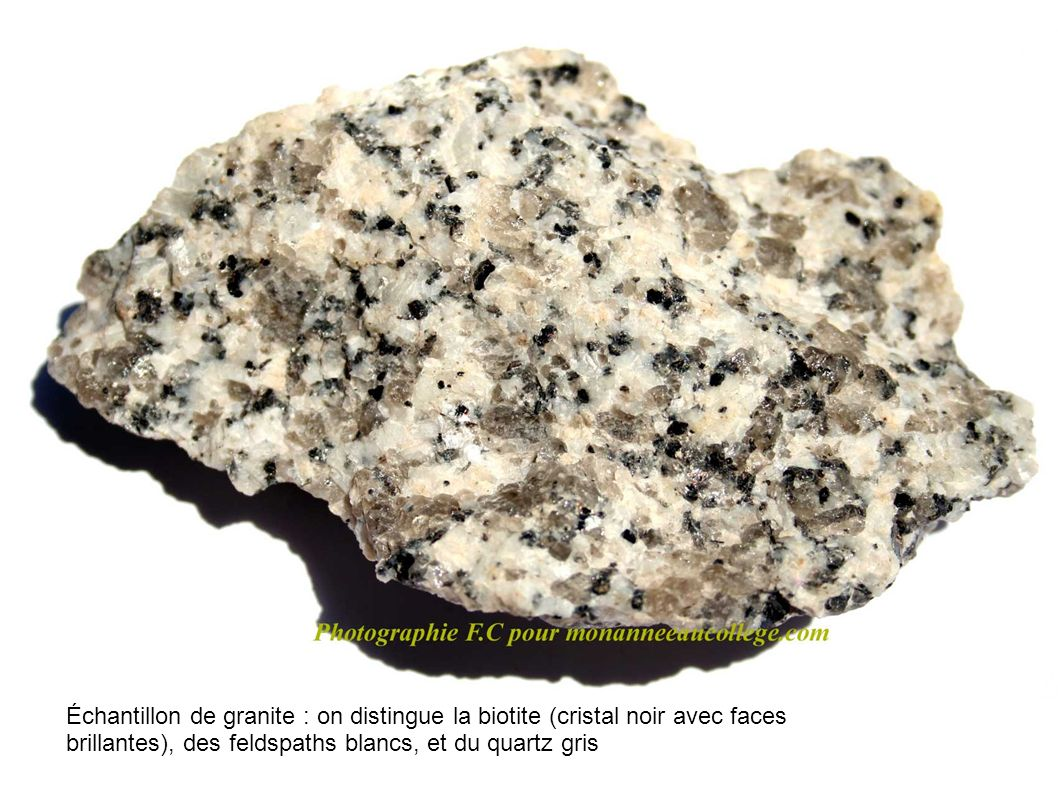 Photographie F.C pour monanneeaucollege.com
Échantillon de granite : on distingue la biotite (cristal noir avec faces
brillantes), des feldspaths blancs, et du quartz gris